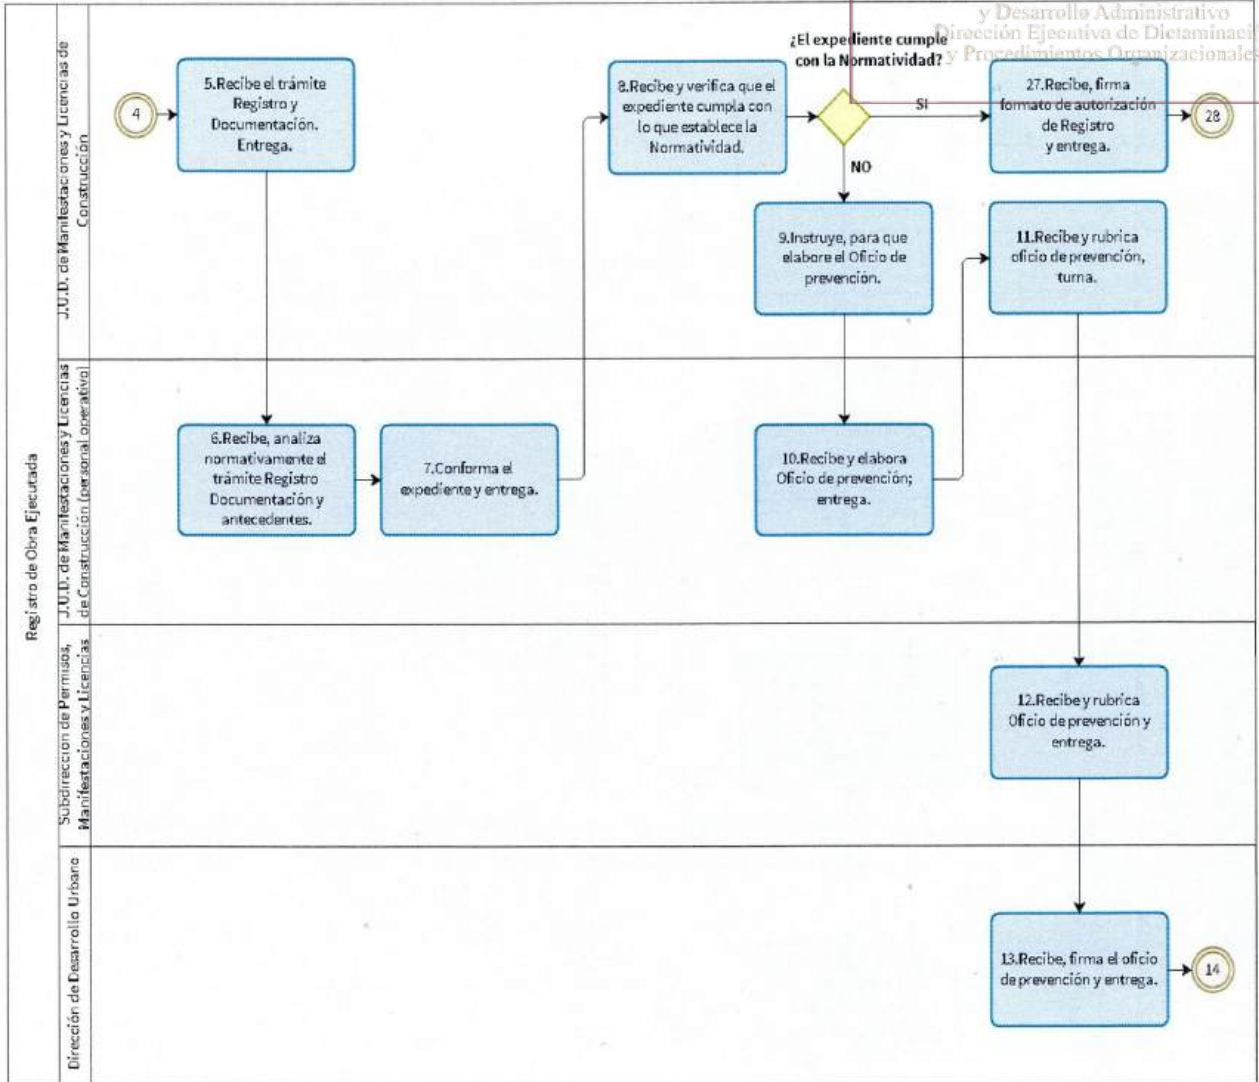 y Desarrollo Administrativo
Dirección Ejecutiva de Dictaminaci
y Procedimientos Organizacionales
Registro de Obra Ejecutada
J.U.D. de Manifestaciones y Licencias de
Construcción
4
5.Recibe el trámite
Registro y
Documentación.
Entrega.
8.Recibe y verifica que el
expediente cumpla con
lo que establece la
Normatividad.
¿El expediente cumple
con la Normatividad?
SI
NO
27.Recibe, firma
formato de autorización
de Registro
y entrega.
28
9.Instruye, para que
elabore el Oficio de
prevención.
11.Recibe y rubrica
oficio de prevención,
turna.
J.U.D. de Manifestaciones y Licencias
de Construcción (personal operativo)
6.Recibe, analiza
normativamente el
trámite Registro
Documentación y
antecedentes.
7.Conforma el
expediente y entrega.
10.Recibe y elabora
Oficio de prevención;
entrega.
Subdirección de Permisos,
Manifestaciones y Licencias
12.Recibe y rubrica
Oficio de prevención y
entrega.
Dirección de Desarrollo Urbano
13.Recibe, firma el oficio
de prevención y entrega.
14